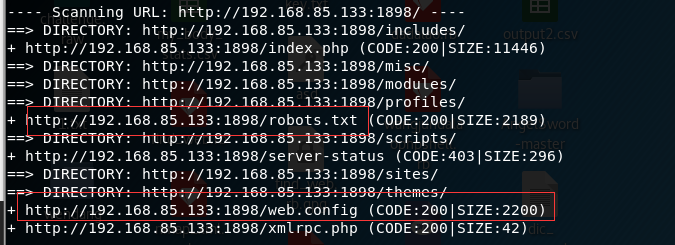 ---- Scanning URL: http://192.168.85.133:1898/ ----
==> DIRECTORY: http://192.168.85.133:1898/includes/
+ http://192.168.85.133:1898/index.php (CODE:200|SIZE:11446)
==> DIRECTORY: http://192.168.85.133:1898/misc/
==> DIRECTORY: http://192.168.85.133:1898/modules/
==> DIRECTORY: http://192.168.85.133:1898/profiles/
+ http://192.168.85.133:1898/robots.txt (CODE:200|SIZE:2189)
==> DIRECTORY: http://192.168.85.133:1898/scripts/
+ http://192.168.85.133:1898/server-status (CODE:403|SIZE:296)
==> DIRECTORY: http://192.168.85.133:1898/sites/
==> DIRECTORY: http://192.168.85.133:1898/themes/
+ http://192.168.85.133:1898/web.config (CODE:200|SIZE:2200)
+ http://192.168.85.133:1898/xmlrpc.php (CODE:200|SIZE:42)
output2.csv
-master